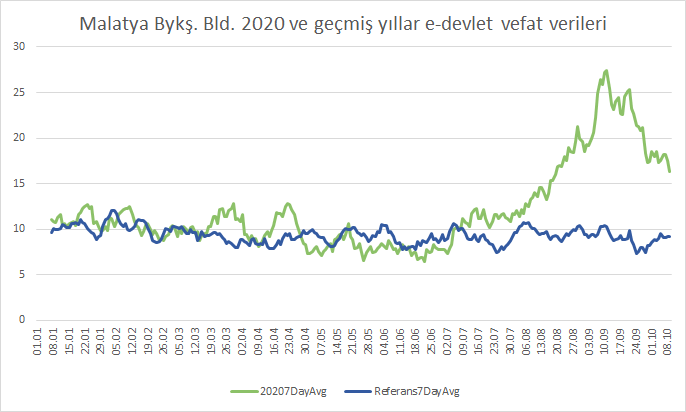 Malatya Bykş. Bld. 2020 ve geçmiş yıllar e-devlet vefat verileri
30
25
20
15
10
5
0
01.01 08.01 15.01 22.01 29.01 05.02 12.02 19.02 26.02 05.03 12.03 19.03 26.03 02.04 09.04 16.04 23.04 30.04 07.05 14.05 21.05 28.05 04.06 11.06 18.06 25.06 02.07 09.07 16.07 23.07 30.07 06.08 13.08 20.08 27.08 03.09 10.09 17.09 24.09 01.10 08.10
20207DayAvg Referans7DayAvg